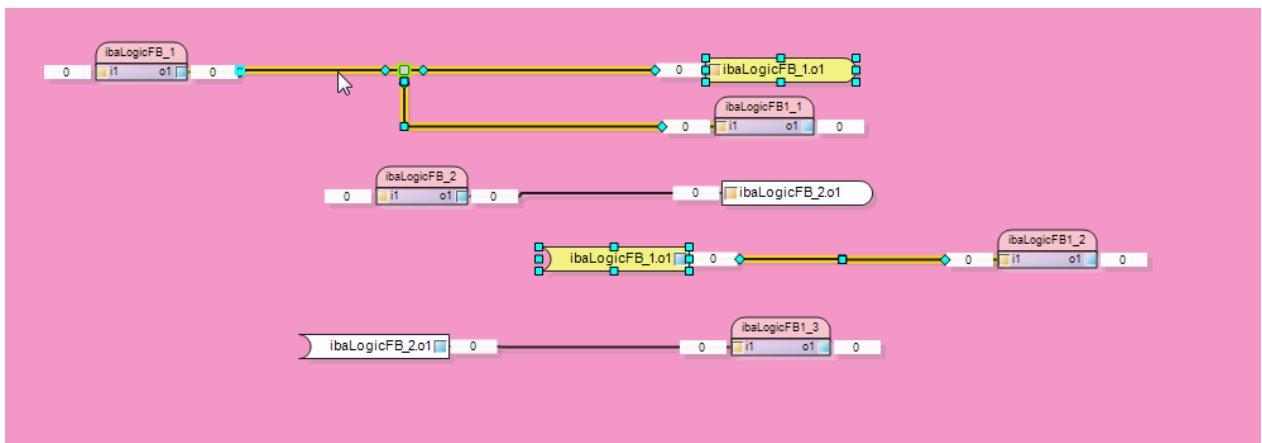 ibaLogicFB_1
0 i1 o1 0 0 ibaLogicFB_1.o1
ibaLogicFB1_1
0 i1 o1 0
ibaLogicFB_2
0 i1 o1 0 0 ibaLogicFB_2.o1
ibaLogicFB1_2
ibaLogicFB_1.o1 0 0 i1 o1 0
ibaLogicFB1_3
ibaLogicFB_2.o1 0 0 i1 o1 0